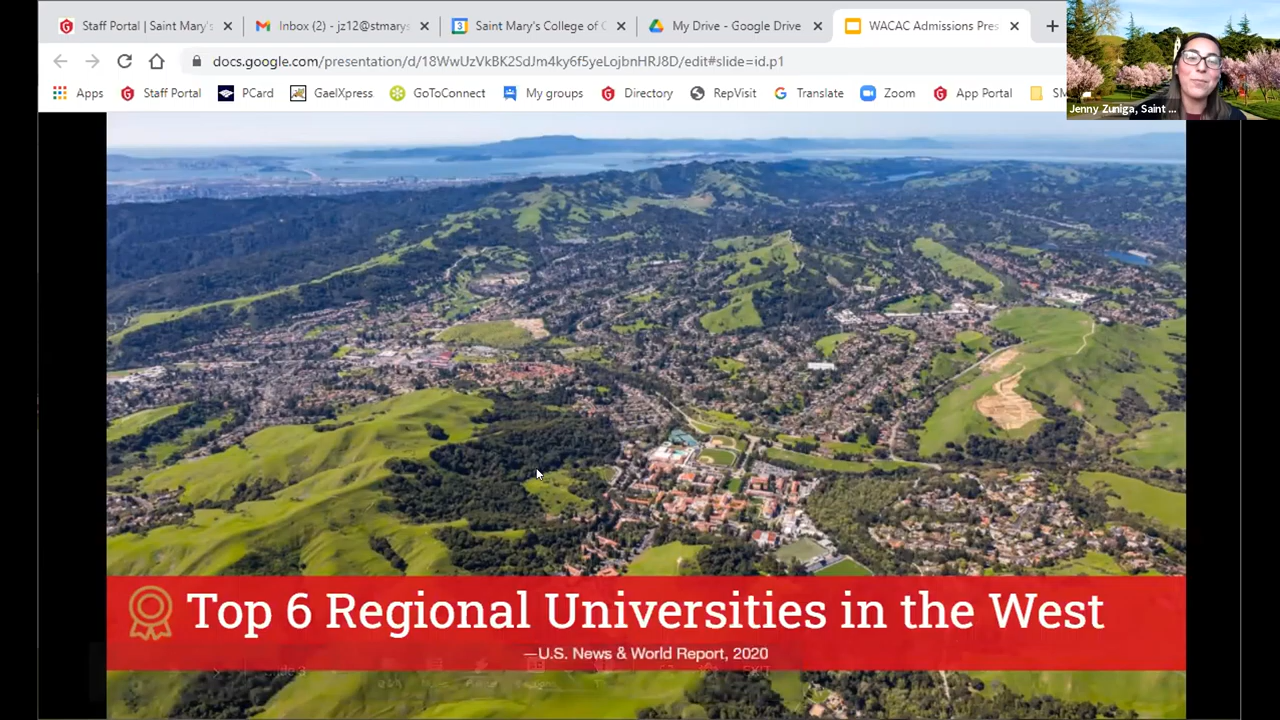 Staff Portal | Saint Mary's
Inbox (2) - jz12@stmarys
Saint Mary's College of C
My Drive - Google Drive
WACAC Admissions Pres
docs.google.com/presentation/d/18WwUzVkBK2SdJm4ky6f5yeLojbnHRJ8D/edit#slide=id.p1
Apps
Staff Portal
PCard
GaelXpress
GoToConnect
My groups
Directory
RepVisit
Translate
Zoom
App Portal
SM
Jenny Zuniga, Saint ...
Top 6 Regional Universities in the West
—U.S. News & World Report, 2020